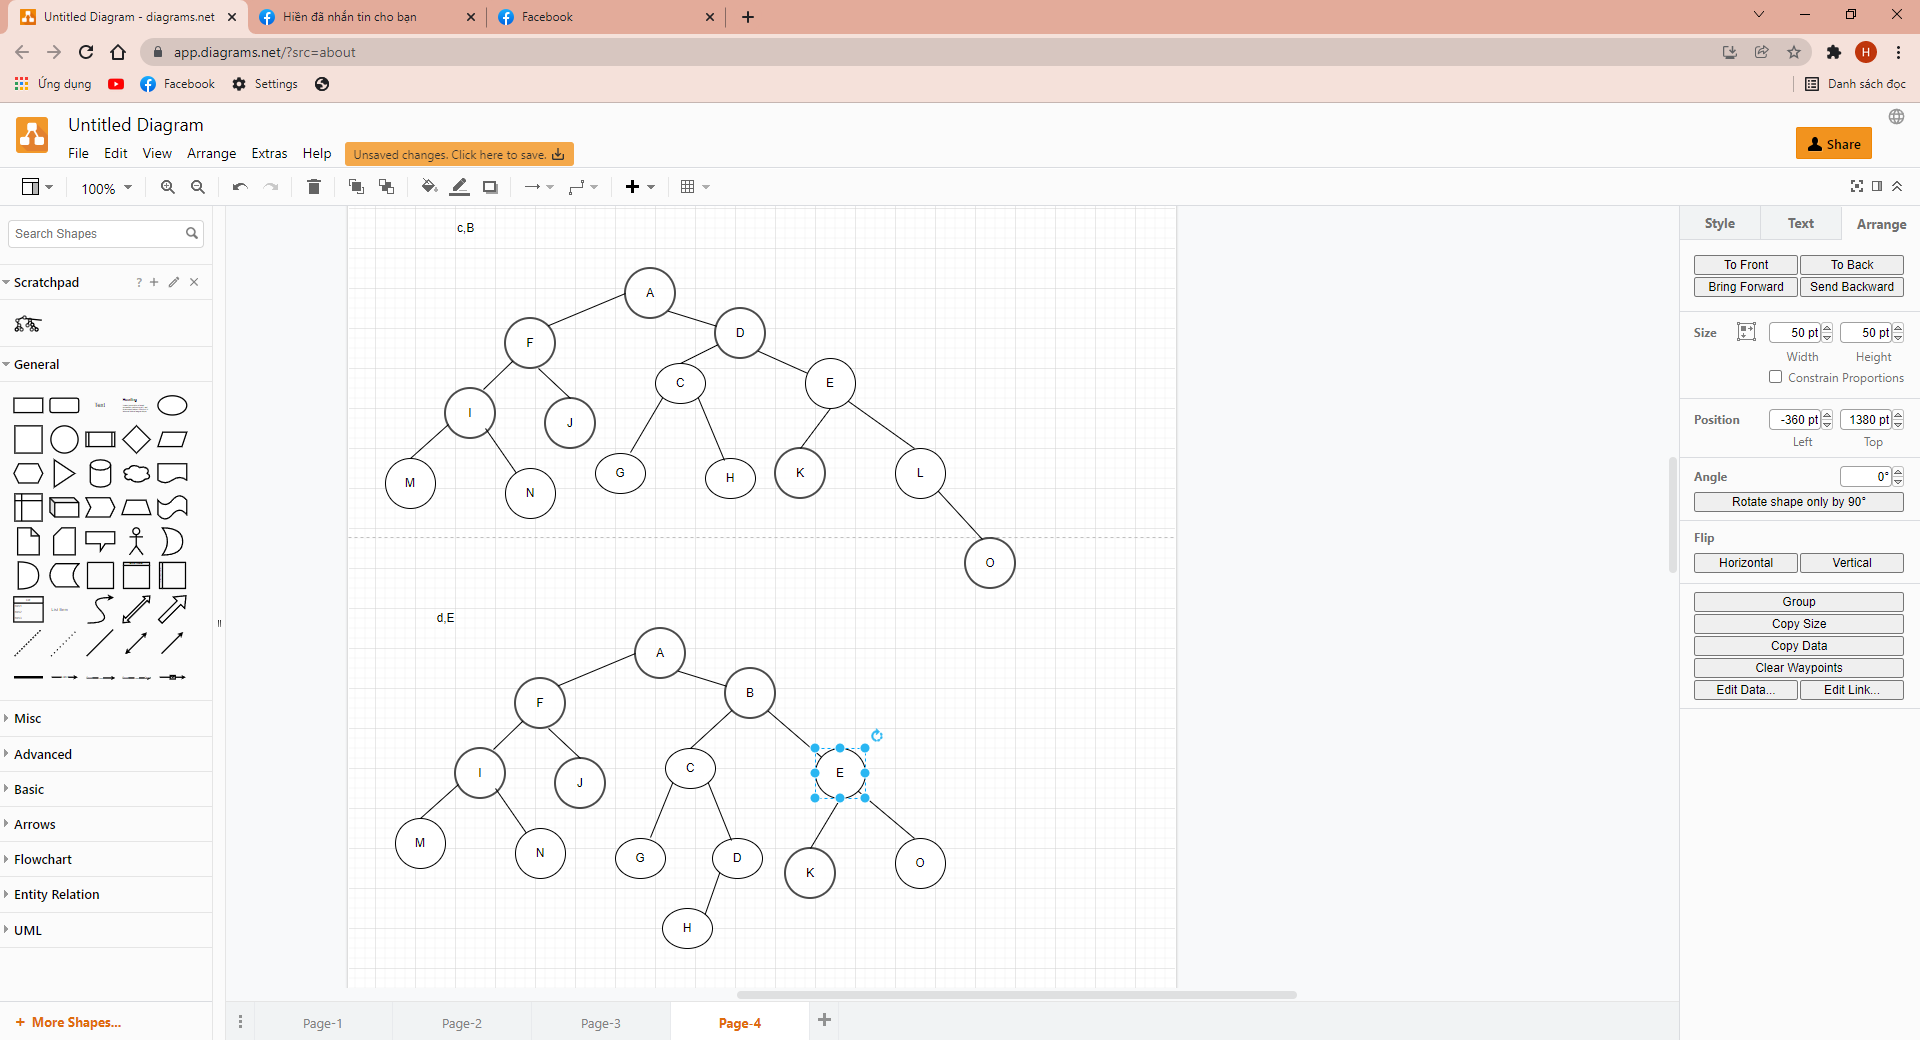 Untitled Diagram - diagrams.net
Hiền đã nhắn tin cho bạn
Facebook
app.diagrams.net/?src=about
H
Ứng dụng
Facebook
Settings
Danh sách đọc
Untitled Diagram
File Edit View Arrange Extras Help
Unsaved changes. Click here to save.
Share
100%
Search Shapes
Scratchpad
?
General
Text
Heading
List Item
Misc
Advanced
Basic
Arrows
Flowchart
Entity Relation
UML
+ More Shapes...
c,B
A
D
F
C
E
I
J
M
N
G
H
K
L
O
d,E
A
B
F
C
E
I
J
M
N
G
D
K
O
H
Page-1
Page-2
Page-3
Page-4
Style Text Arrange
To Front To Back
Bring Forward Send Backward
Size 50 pt 50 pt
Width Height
Constrain Proportions
Position -360 pt 1380 pt
Left Top
Angle 0°
Rotate shape only by 90°
Flip
Horizontal Vertical
Group
Copy Size
Copy Data
Clear Waypoints
Edit Data... Edit Link...